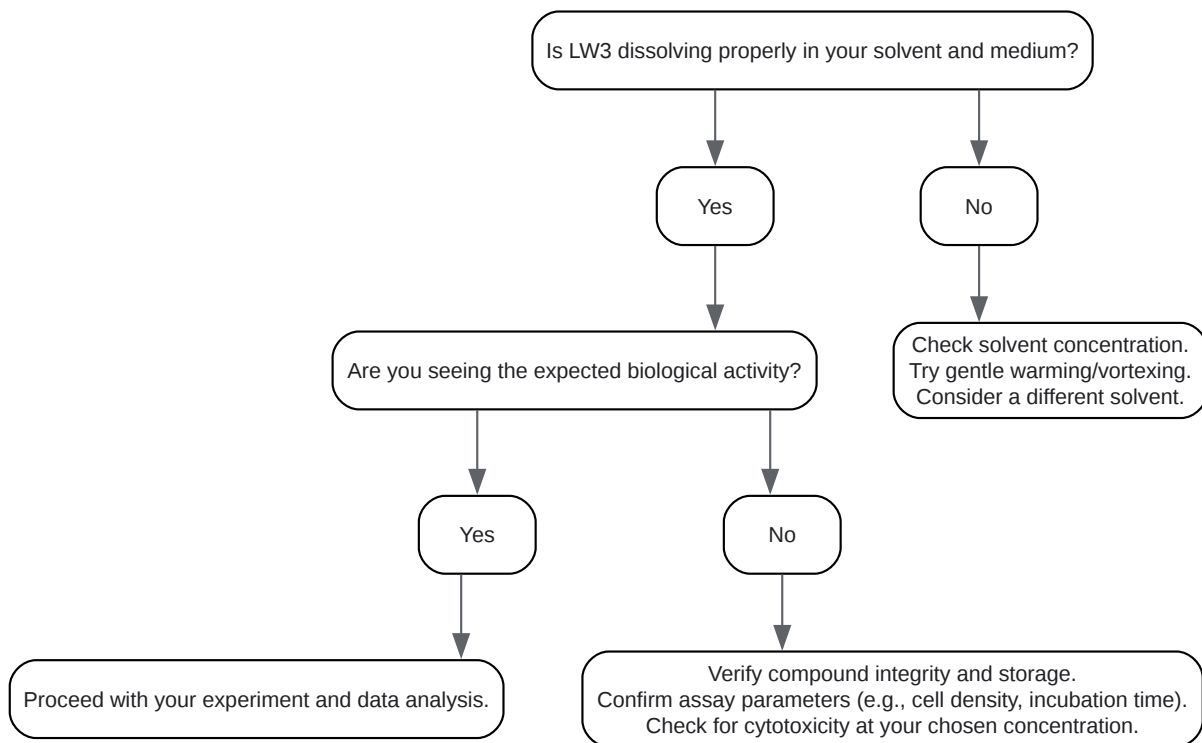 Is LW3 dissolving properly in your solvent and medium?
Yes
No
Are you seeing the expected biological activity?
Check solvent concentration.
Try gentle warming/vortexing.
Consider a different solvent.
Yes
No
Proceed with your experiment and data analysis.
Verify compound integrity and storage.
Confirm assay parameters (e.g., cell density, incubation time).
Check for cytotoxicity at your chosen concentration.